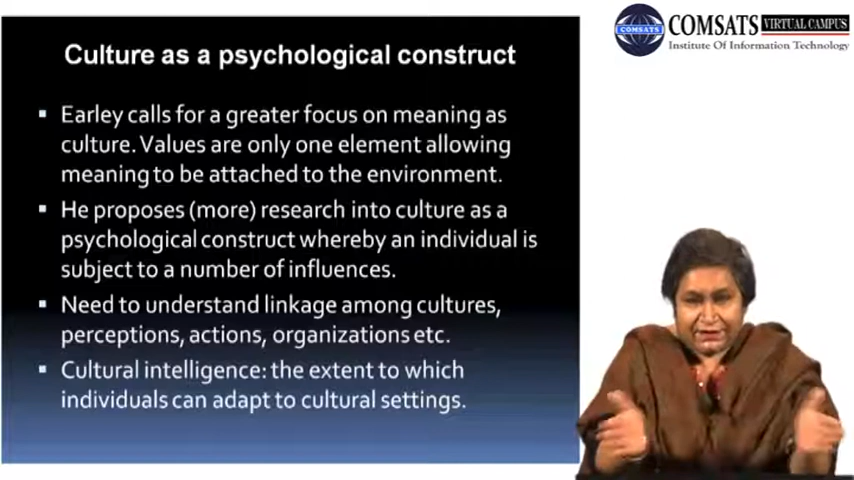 Culture as a psychological construct
Earley calls for a greater focus on meaning as
culture. Values are only one element allowing
meaning to be attached to the environment.
He proposes (more) research into culture as a
psychological construct whereby an individual is
subject to a number of influences.
Need to understand linkage among cultures,
perceptions, actions, organizations etc.
Cultural intelligence: the extent to which
individuals can adapt to cultural settings.
COMSATS
COMSATS VIRTUAL CAMPUS
Institute Of Information Technology